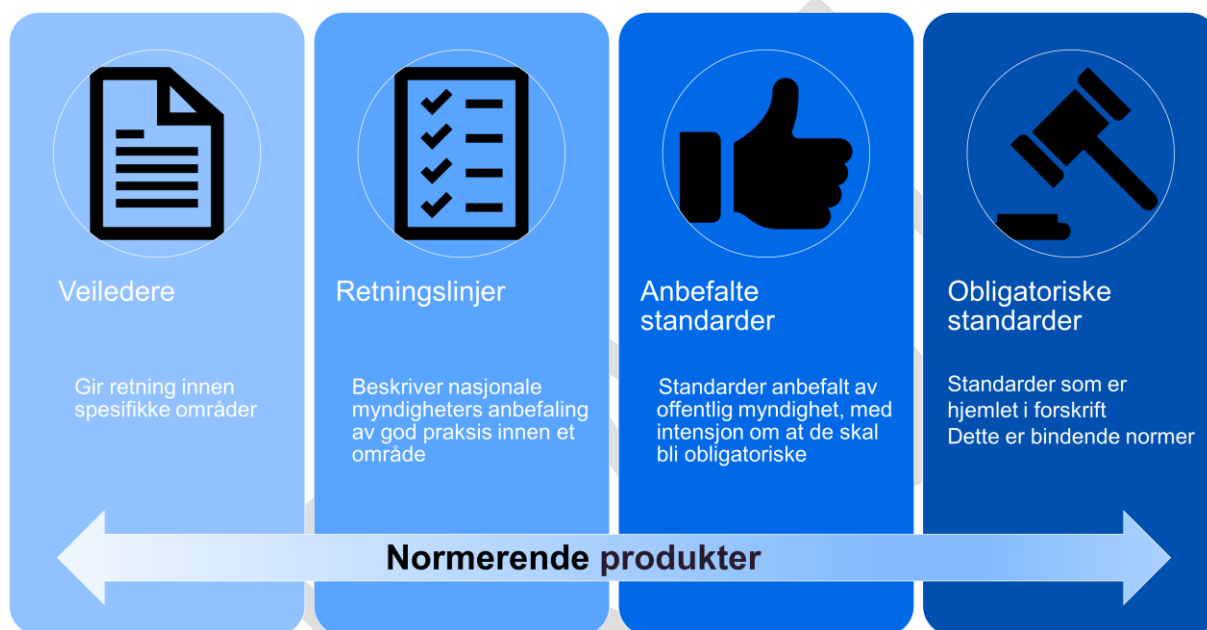 Veiledere
Gir retning innen
spesifikke områder
Retningslinjer
Beskriver nasjonale
myndigheters anbefaling
av god praksis innen et
område
Anbefalte
standarder
Standarder anbefalt av
offentlig myndighet, med
intensjon om at de skal
bli obligatoriske
Obligatoriske
standarder
Standarder som er
hjemlet i forskrift
Dette er bindende normer
Normerende produkter